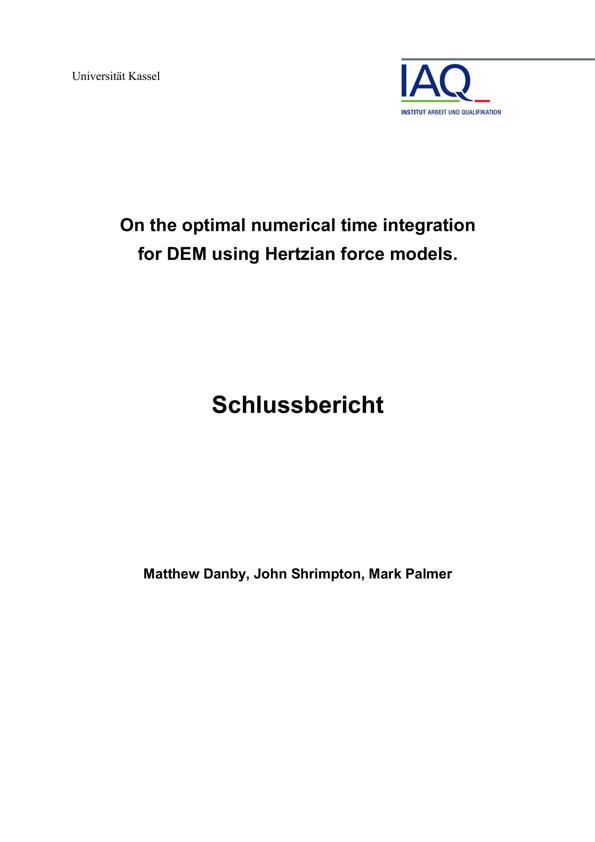 Universität Kassel
IAQ
INSTITUT ARBEIT UND QUALIFIKATION
On the optimal numerical time integration
for DEM using Hertzian force models.
Schlussbericht
Matthew Danby, John Shrimpton, Mark Palmer